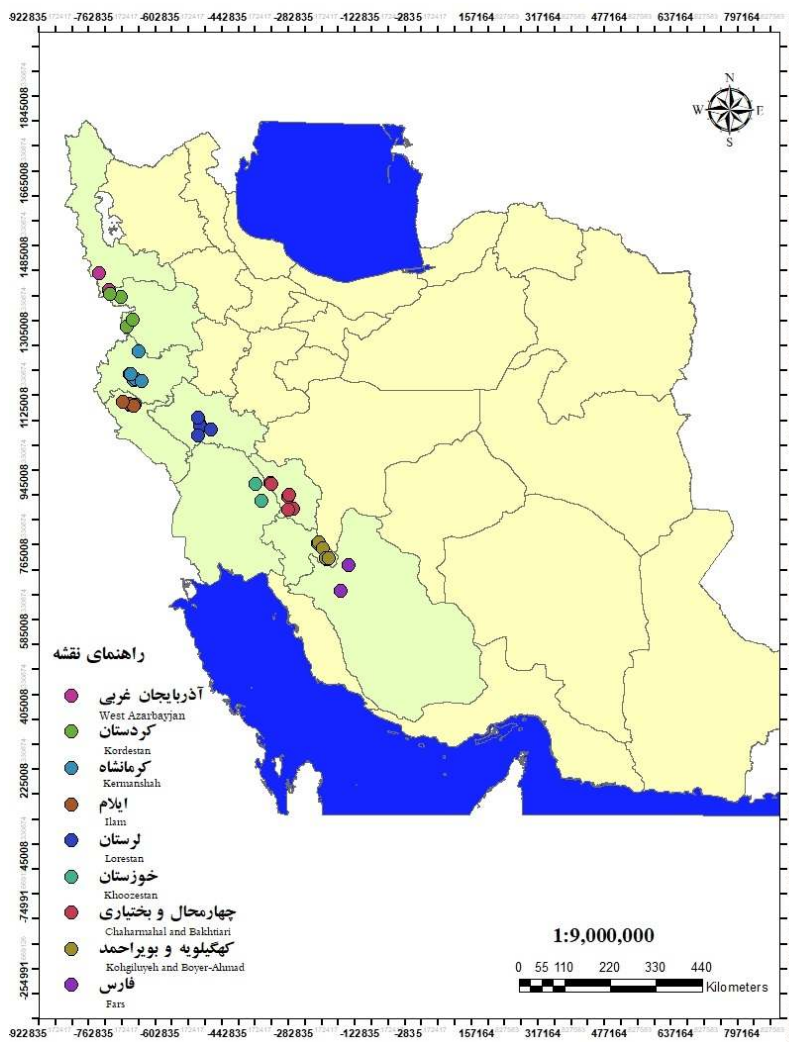 922835 -762835 -602835 -442835 -282835 -122835 -2835 157164 317164 477164 637164 797164
N
W E
S
1845008
1665008
1485008
1305008
1125008
945008
765008
585008
405008
225008
45008
-74991
-254991
راهنمای نقشه
آذربایجان غربی
West Azarbayjan
کردستان
Kordestan
کرمانشاه
Kermanshah
ایلام
Ilam
لرستان
Lorestan
خوزستان
Khoozestan
چهارمحال و بختیاری
Chaharmahal and Bakhtiari
کهگیلویه و بویراحمد
Kohgiluyeh and Boyer-Ahmad
فارس
Fars
1:9,000,000
0 55 110 220 330 440
Kilometers
922835 -762835 -602835 -442835 -282835 -122835 -2835 157164 317164 477164 637164 797164